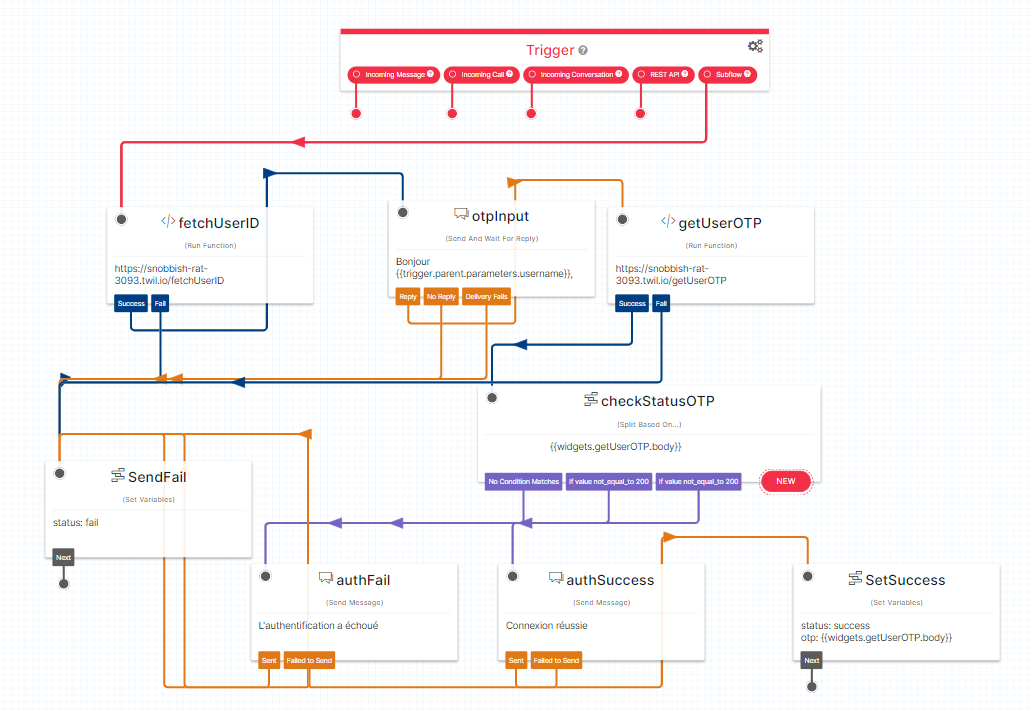 Trigger
Incoming Message
Incoming Call
Incoming Conversation
REST API
Subflow
</> fetchUserID
(Run Function)
https://snobbish-rat-
3093.twil.io/fetchUserID
Success
Fail
otpInput
(Send And Wait For Reply)
Bonjour
{{trigger.parent.parameters.username}},
Reply
No Reply
Delivery Fails
</> getUserOTP
(Run Function)
https://snobbish-rat-
3093.twil.io/getUserOTP
Success
Fail
checkStatusOTP
(Split Based On...)
{{widgets.getUserOTP.body}}
No Condition Matches
If value not_equal_to 200
If value not_equal_to 200
NEW
SendFail
(Set Variables)
status: fail
Next
authFail
(Send Message)
L'authentification a échoué
Sent
Failed to Send
authSuccess
(Send Message)
Connexion réussie
Sent
Failed to Send
SetSuccess
(Set Variables)
status: success
otp: {{widgets.getUserOTP.body}}
Next